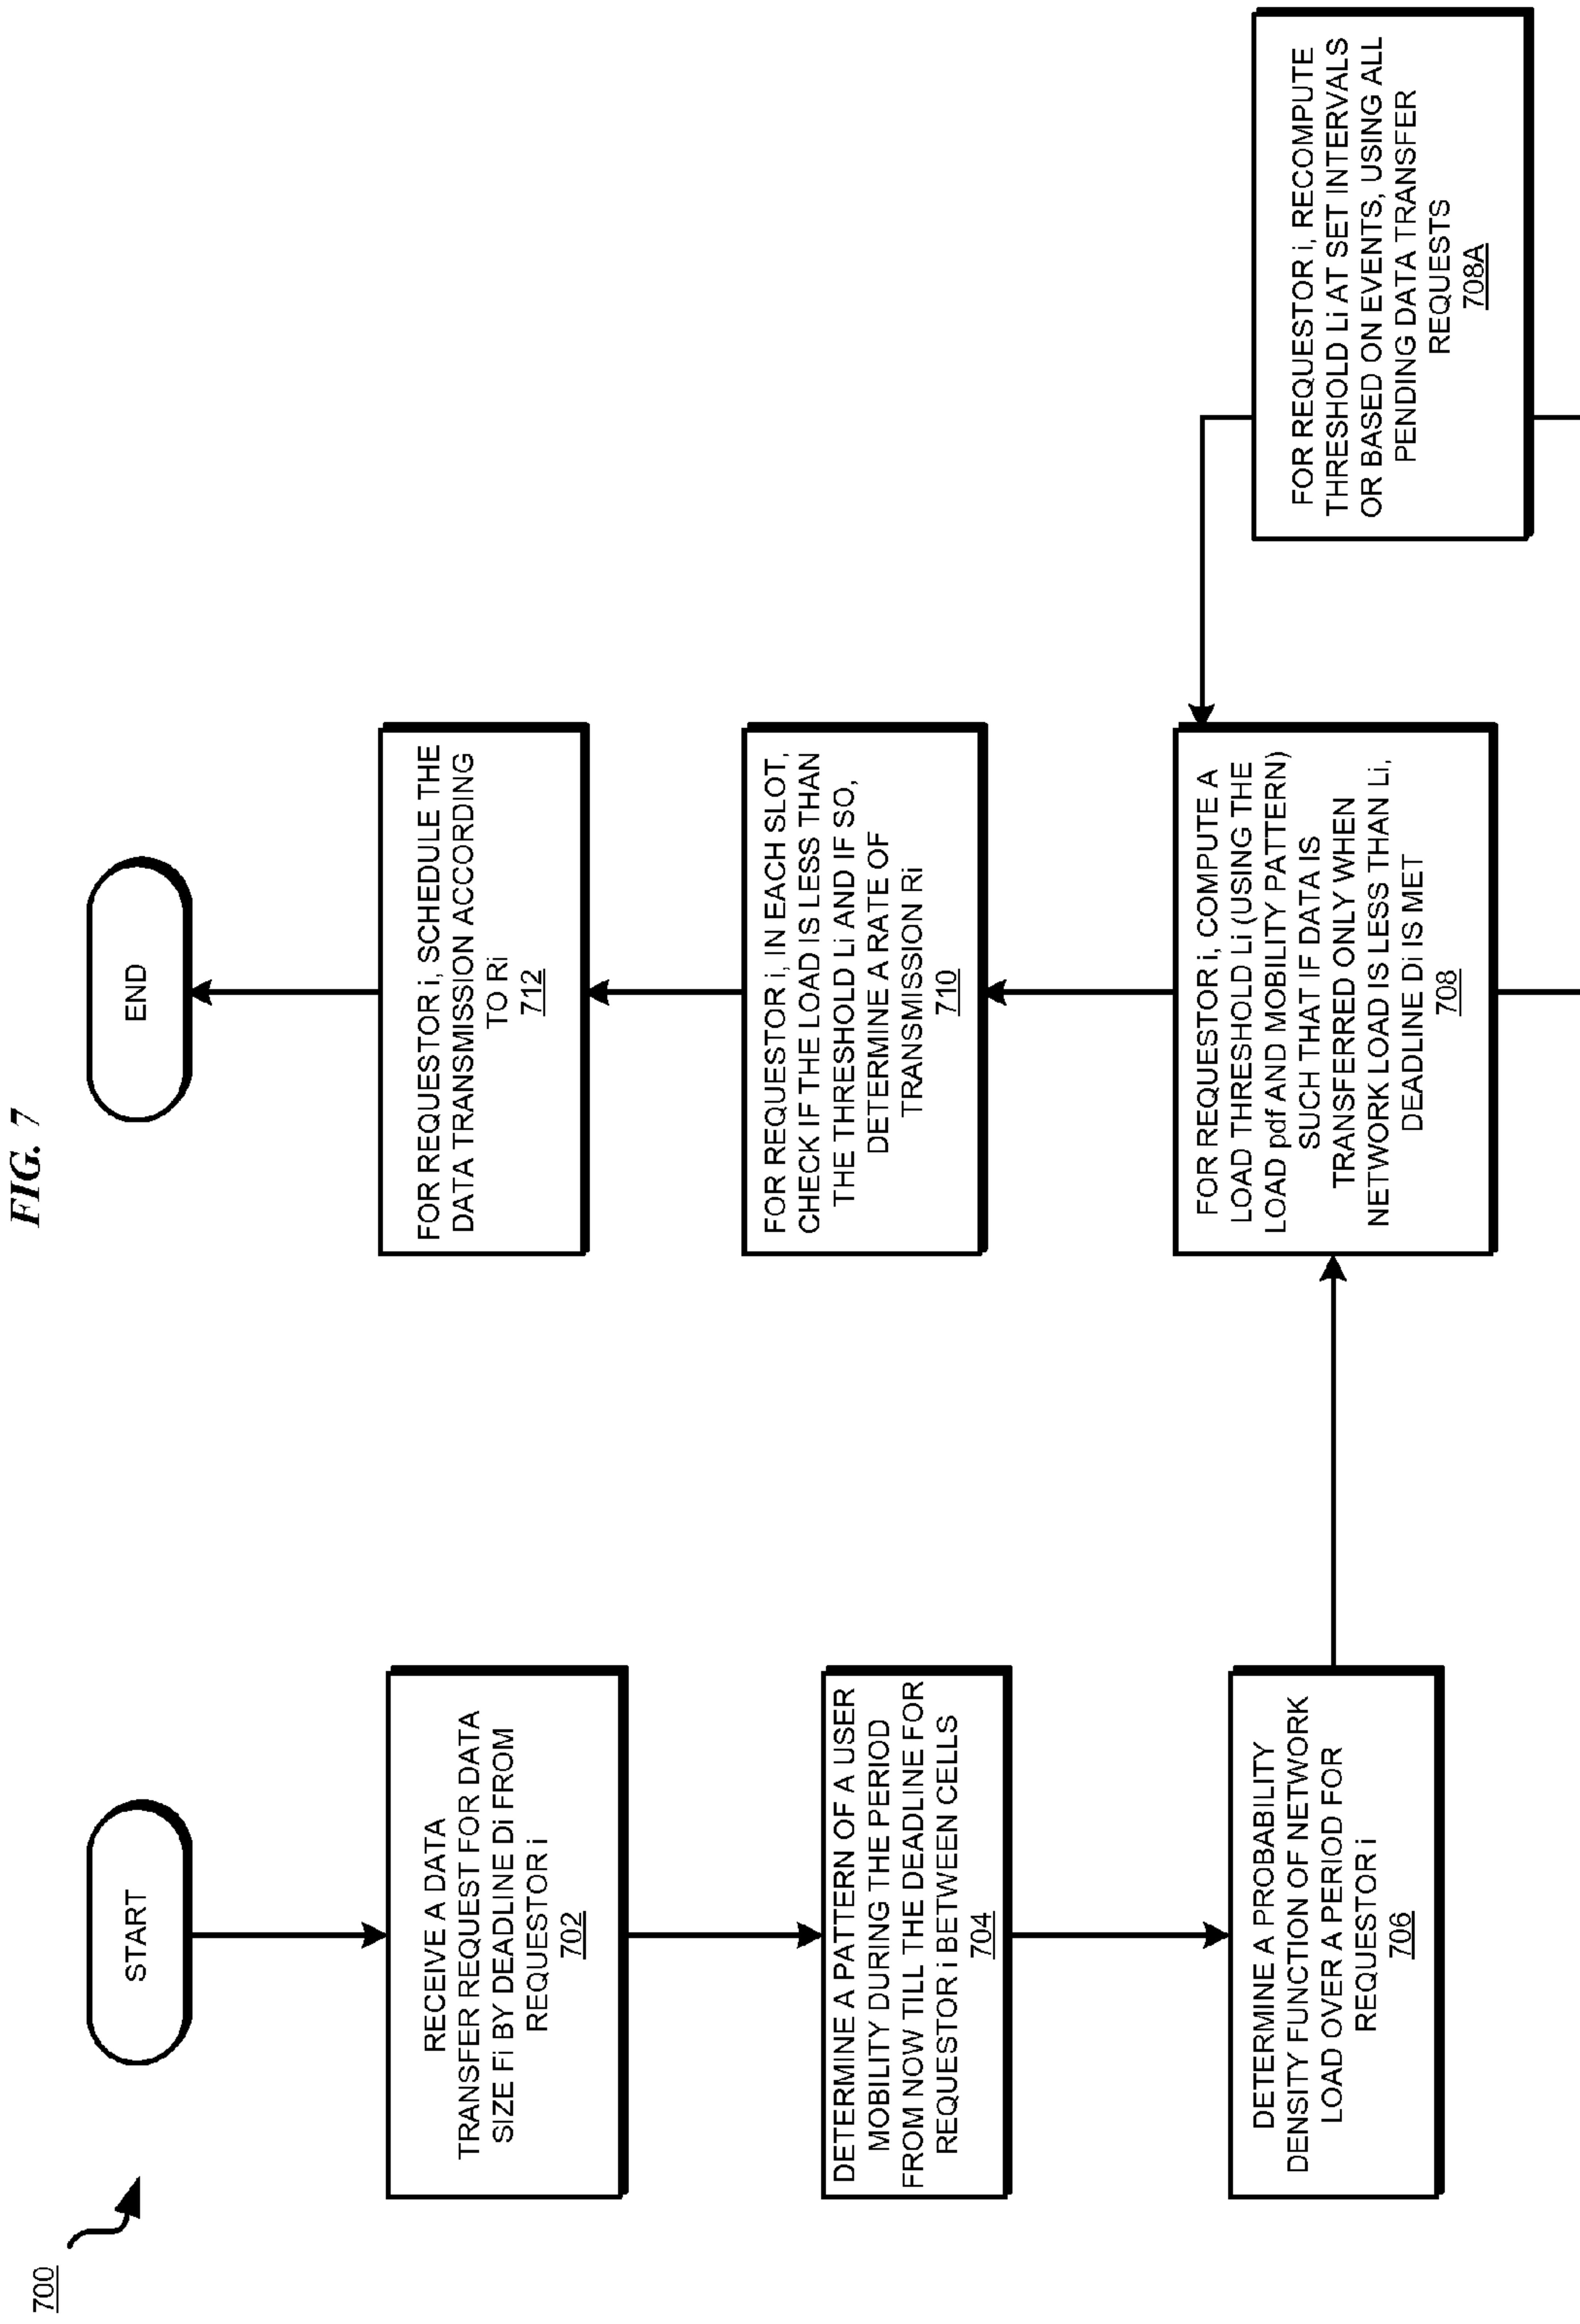 FIG. 7
700
START
RECEIVE A DATA
TRANSFER REQUEST FOR DATA
SIZE Fi BY DEADLINE Di FROM
REQUESTOR i
702
DETERMINE A PATTERN OF A USER
MOBILITY DURING THE PERIOD
FROM NOW TILL THE DEADLINE FOR
REQUESTOR i BETWEEN CELLS
704
DETERMINE A PROBABILITY
DENSITY FUNCTION OF NETWORK
LOAD OVER A PERIOD FOR
REQUESTOR i
706
FOR REQUESTOR i, COMPUTE A
LOAD THRESHOLD Li (USING THE
LOAD pdf AND MOBILITY PATTERN)
SUCH THAT IF DATA IS
TRANSFERRED ONLY WHEN
NETWORK LOAD IS LESS THAN Li,
DEADLINE Di IS MET
708
FOR REQUESTOR i, RECOMPUTE
THRESHOLD Li AT SET INTERVALS
OR BASED ON EVENTS, USING ALL
PENDING DATA TRANSFER
REQUESTS
708A
FOR REQUESTOR i, IN EACH SLOT,
CHECK IF THE LOAD IS LESS THAN
THE THRESHOLD Li AND IF SO,
DETERMINE A RATE OF
TRANSMISSION Ri
710
FOR REQUESTOR i, SCHEDULE THE
DATA TRANSMISSION ACCORDING
TO Ri
712
END